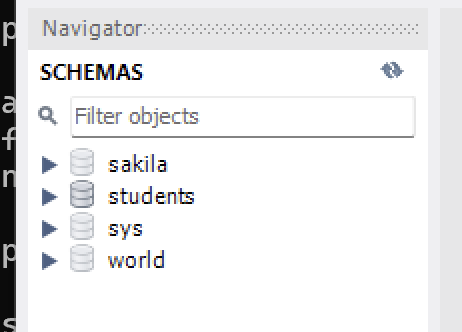 Navigator
SCHEMAS
Filter objects
sakila
students
sys
world